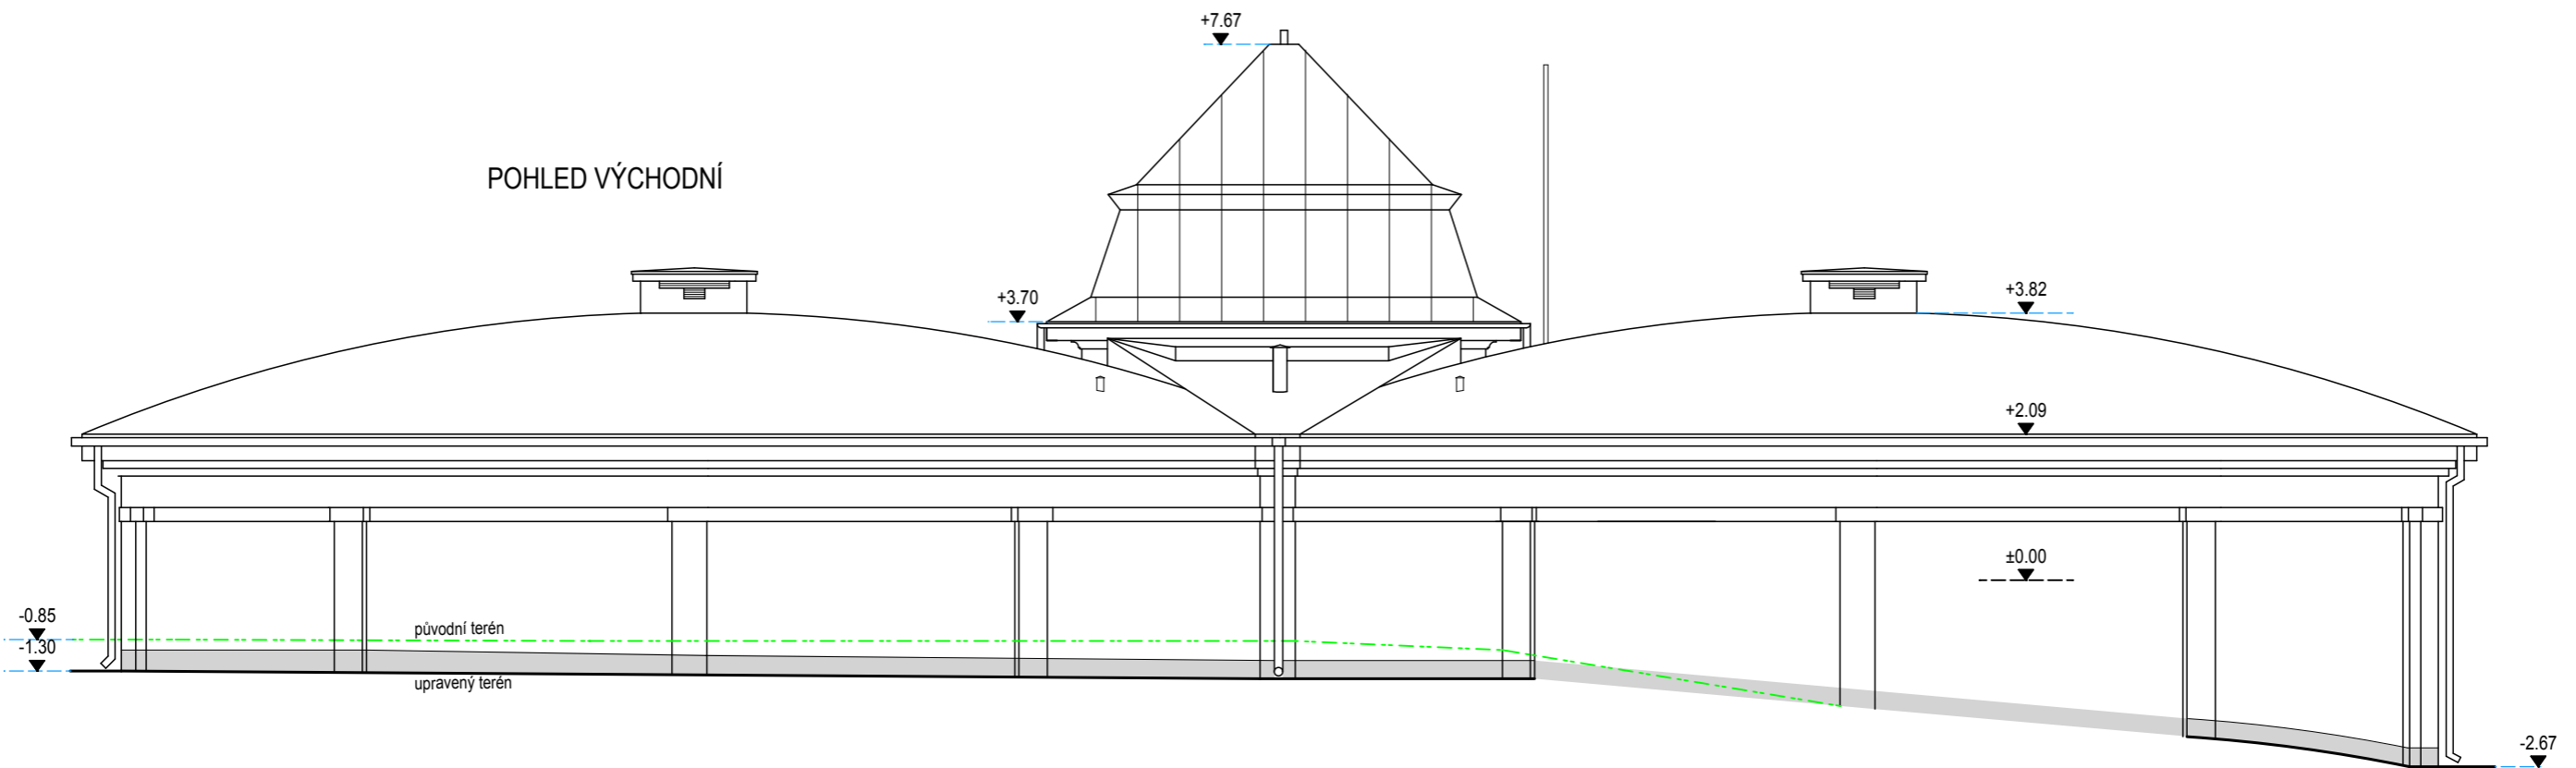 +7.67
POHLED VÝCHODNÍ
+3.70
+3.82
+2.09
±0.00
-0.85
-1.30
původní terén
upravený terén
-2.67